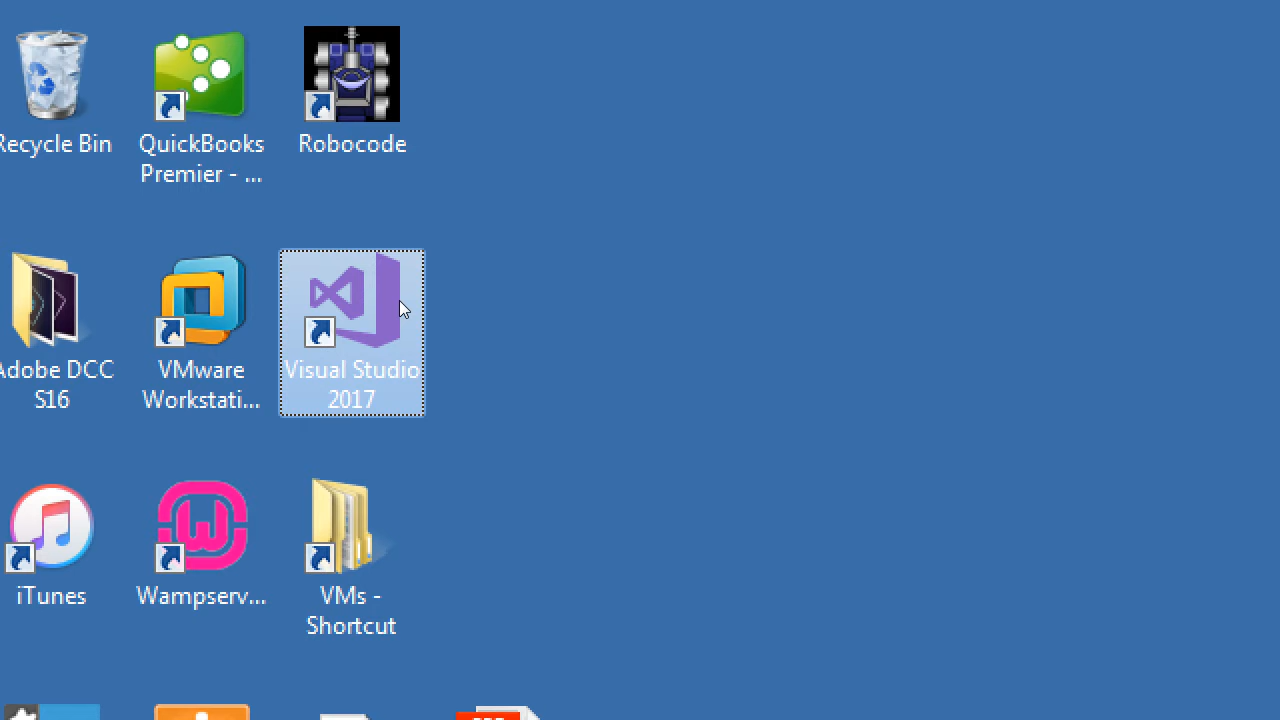 Recycle Bin
QuickBooks
Premier - ...
Robocode
Adobe DCC
S16
VMware
Workstati...
Visual Studio
2017
iTunes
Wampserv...
VMs -
Shortcut